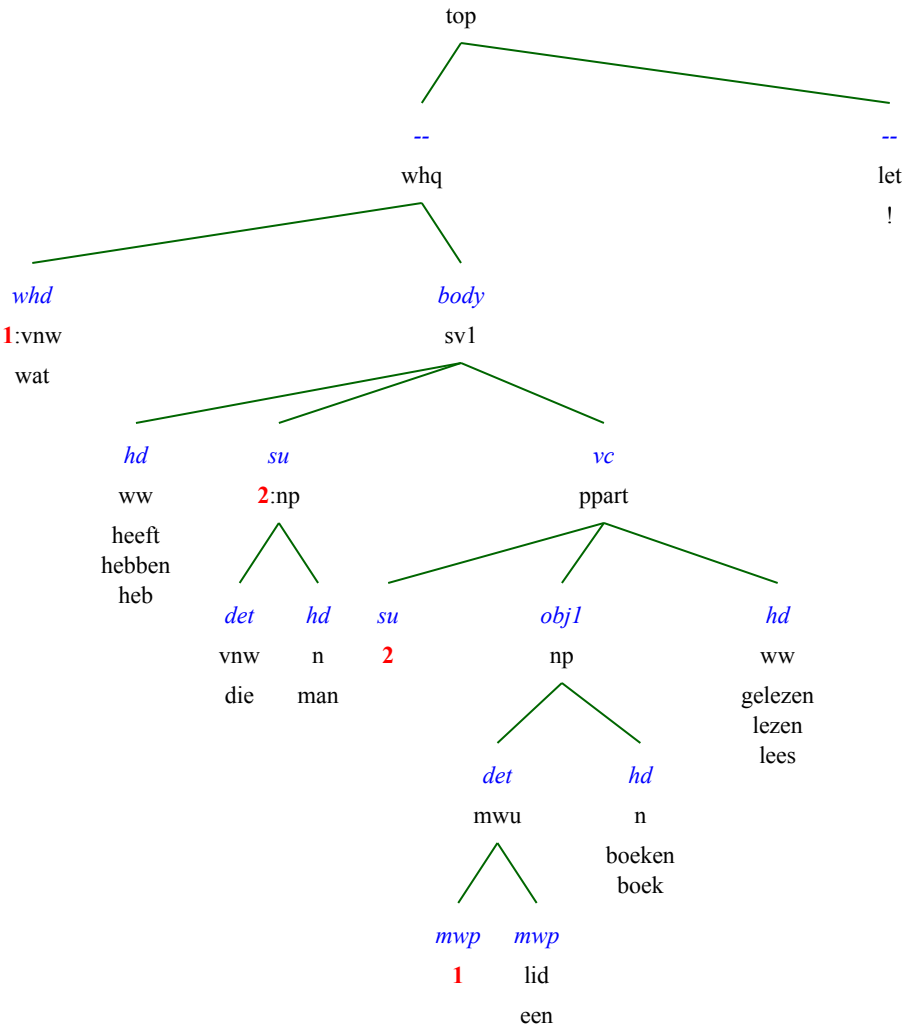 top
-- --
whq let
!
whd body
1:vnw sv1
wat
hd su vc
ww 2:np ppart
heeft
hebben
heb
det hd su obj1 hd
vnw n 2 np ww
die man gelezen
lezen
lees
det hd
mwu n
boeken
boek
mwp mwp
1 lid
een